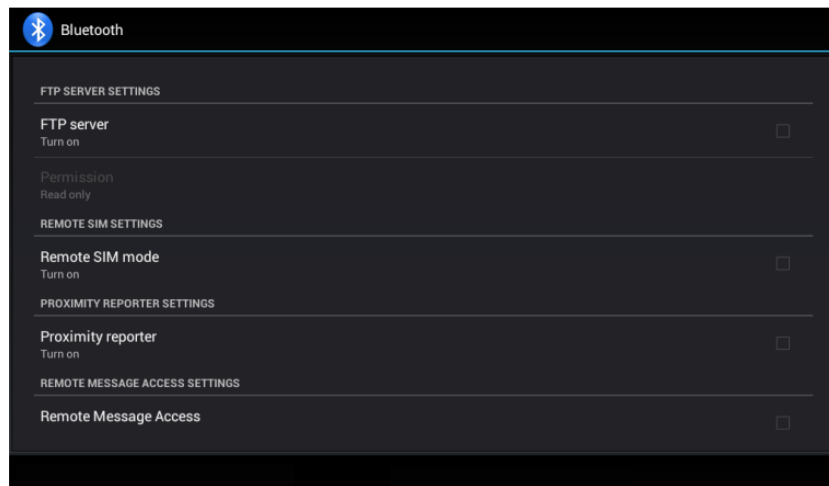 Bluetooth
FTP SERVER SETTINGS
FTP server
Turn on
Permission
Read only
REMOTE SIM SETTINGS
Remote SIM mode
Turn on
PROXIMITY REPORTER SETTINGS
Proximity reporter
Turn on
REMOTE MESSAGE ACCESS SETTINGS
Remote Message Access